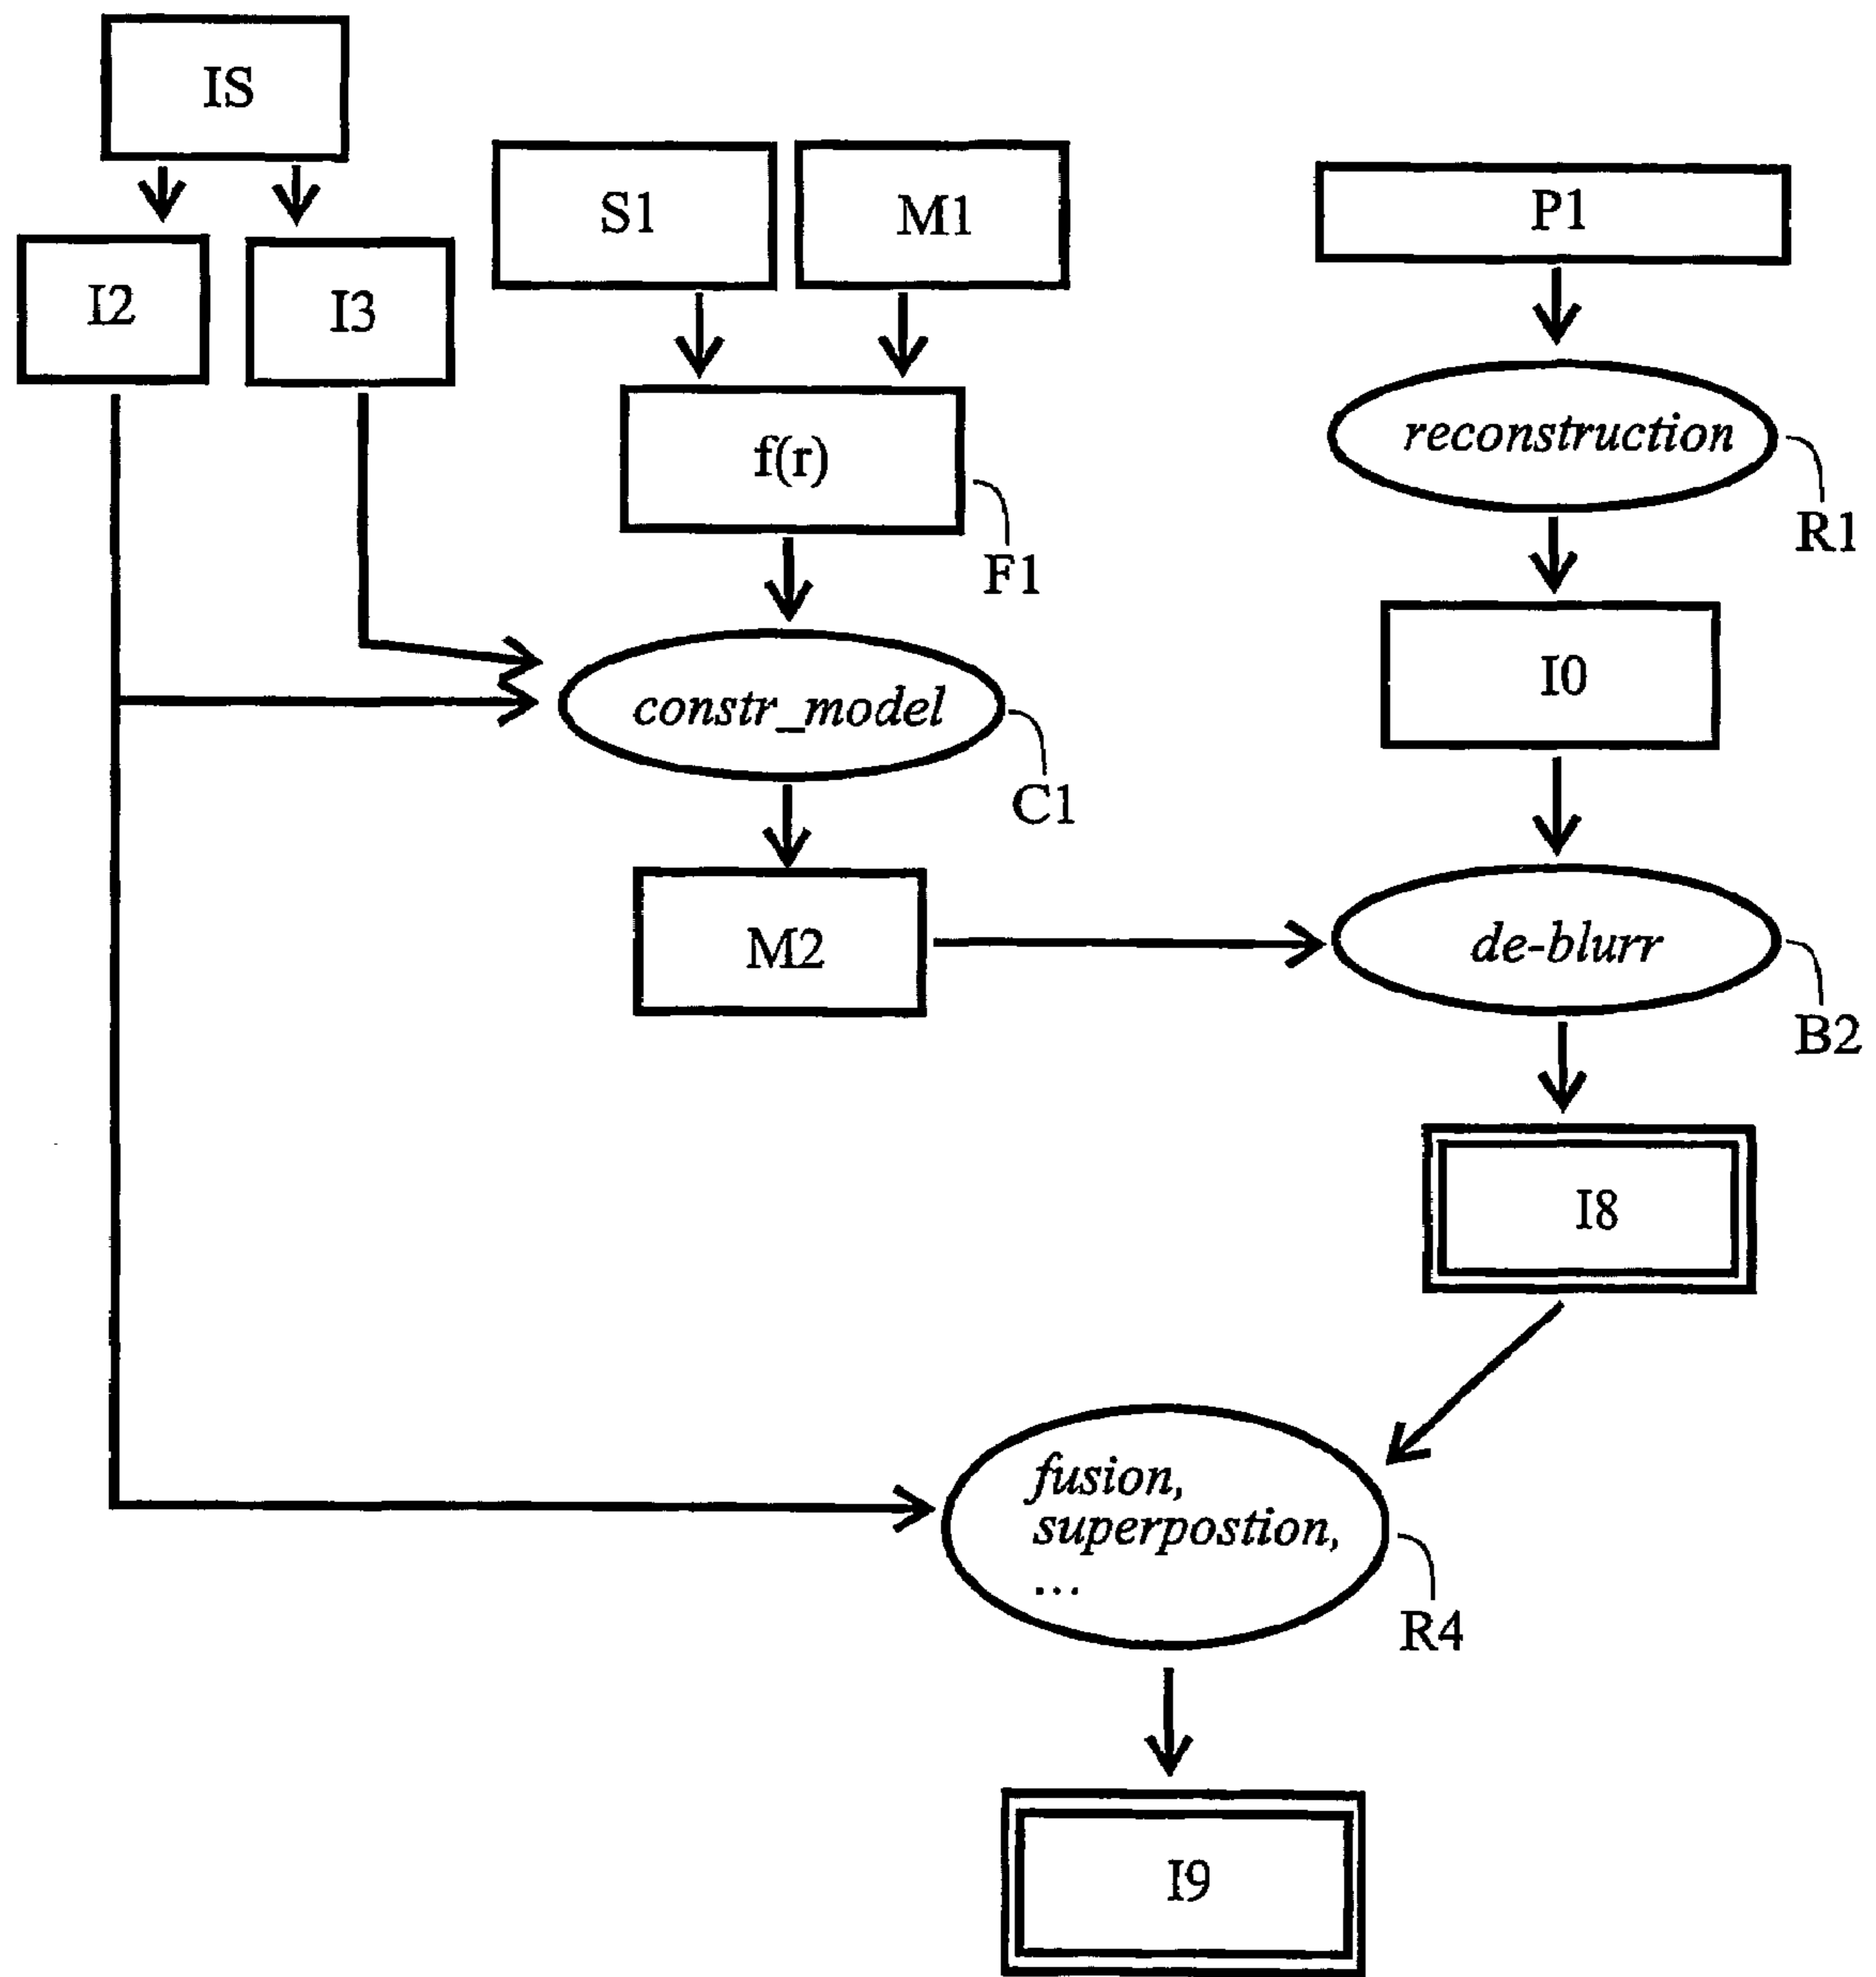 IS
S1
M1
P1
I2
I3
f(r)
F1
reconstruction
R1
constr_model
C1
I0
M2
de-blurr
B2
I8
fusion,
superpostion,
...
R4
I9